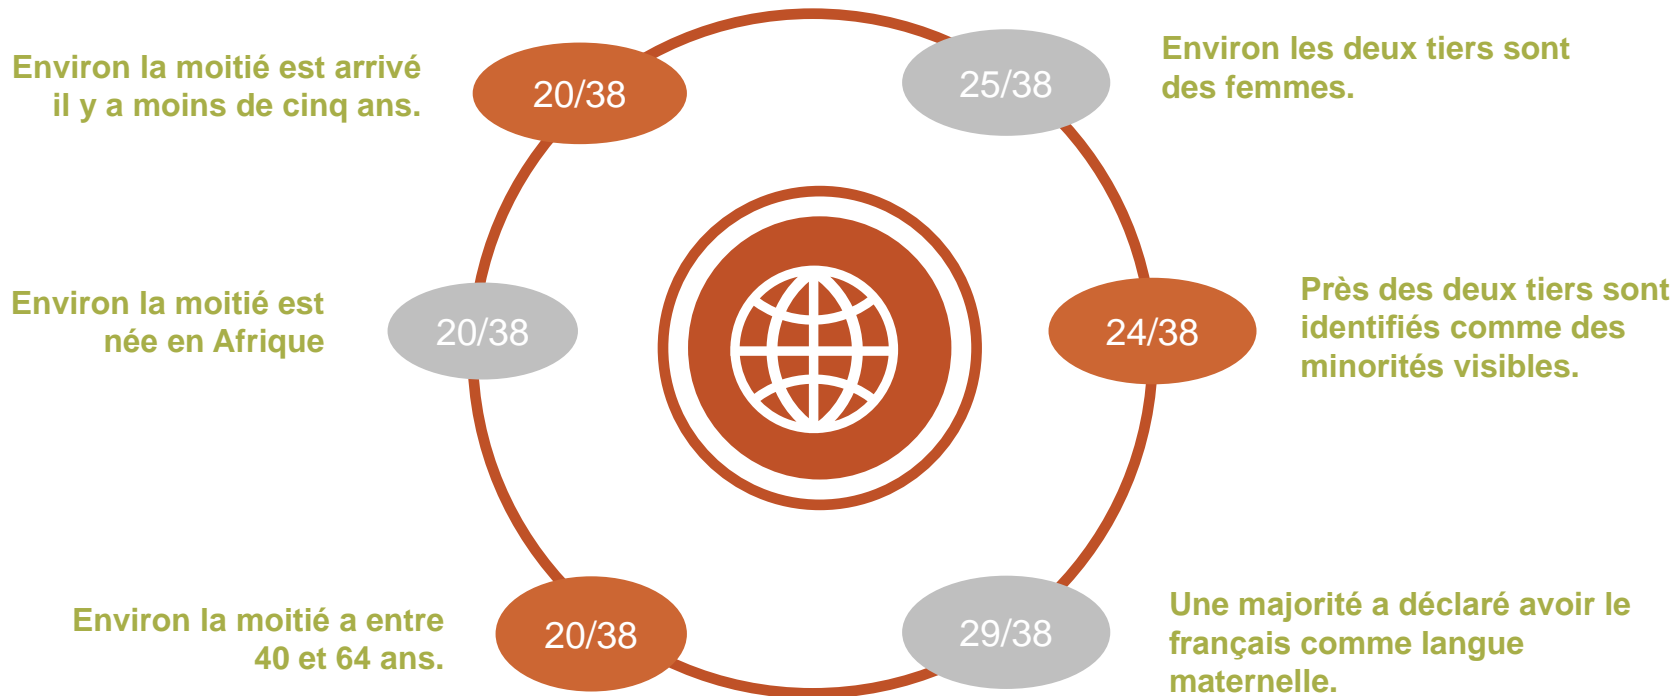 Environ la moitié est arrivé
il y a moins de cinq ans.
20/38
25/38
Environ les deux tiers sont
des femmes.
Environ la moitié est
née en Afrique
20/38
24/38
Près des deux tiers sont
identifiés comme des
minorités visibles.
Environ la moitié a entre
40 et 64 ans.
20/38
29/38
Une majorité a déclaré avoir le
français comme langue
maternelle.